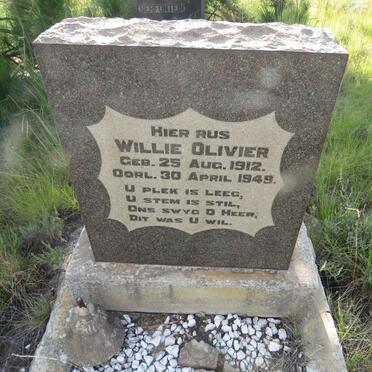 HIER RUS
WILLIE OLIVIER
GEB. 25 AUG. 1912.
OORL. 30 APRIL 1949.
U PLEK IS LEEG,
U STEM IS STIL,
ONS SWYG O HEER,
DIT WAS U WIL.